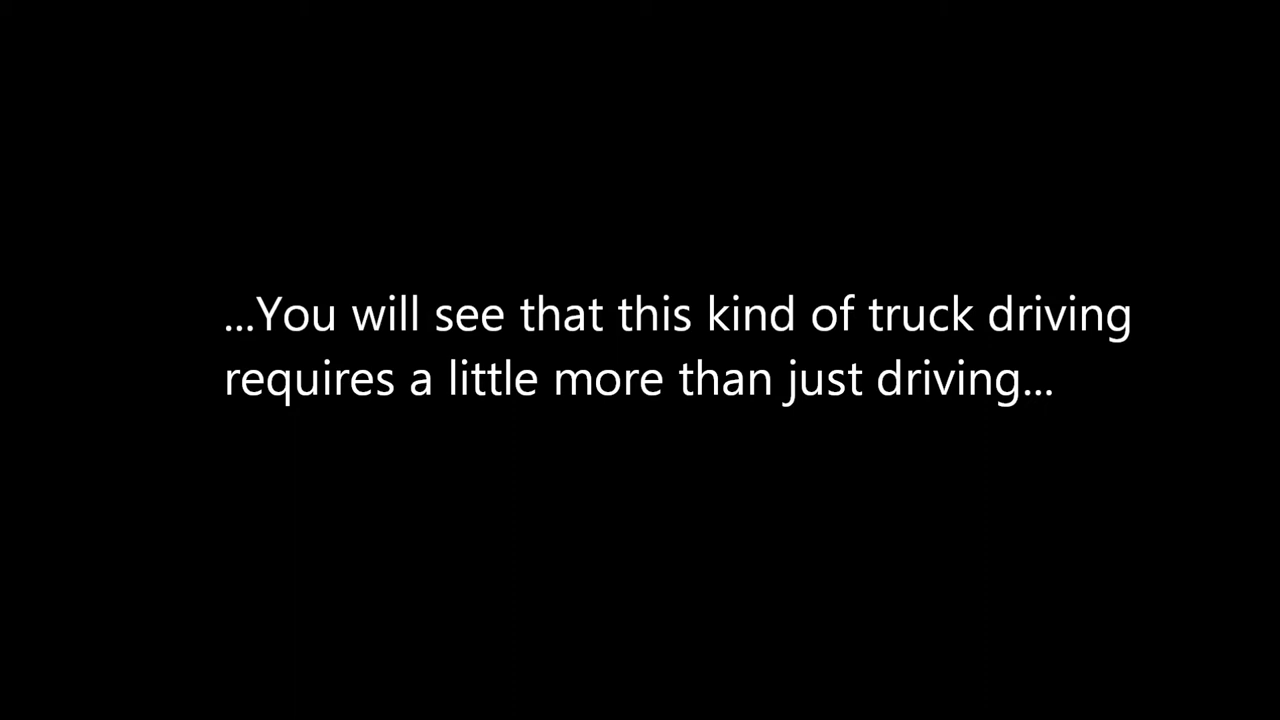 ...You will see that this kind of truck driving
requires a little more than just driving...